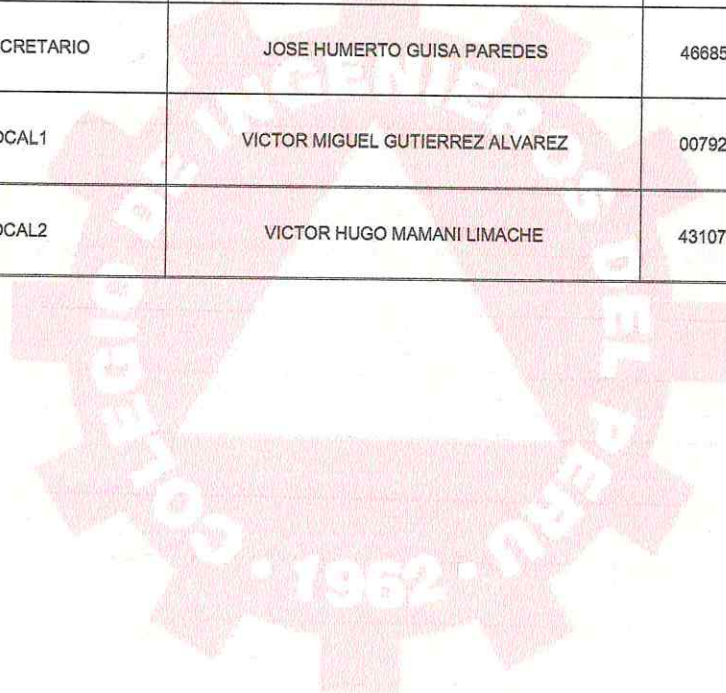 CRETARIO JOSE HUMERTO GUISA PAREDES 46685
OCAL1 VICTOR MIGUEL GUTIERREZ ALVAREZ 00792
OCAL2 VICTOR HUGO MAMANI LIMACHE 43107
COLEGIO DE INGENIEROS DEL PERU
· 1962 ·